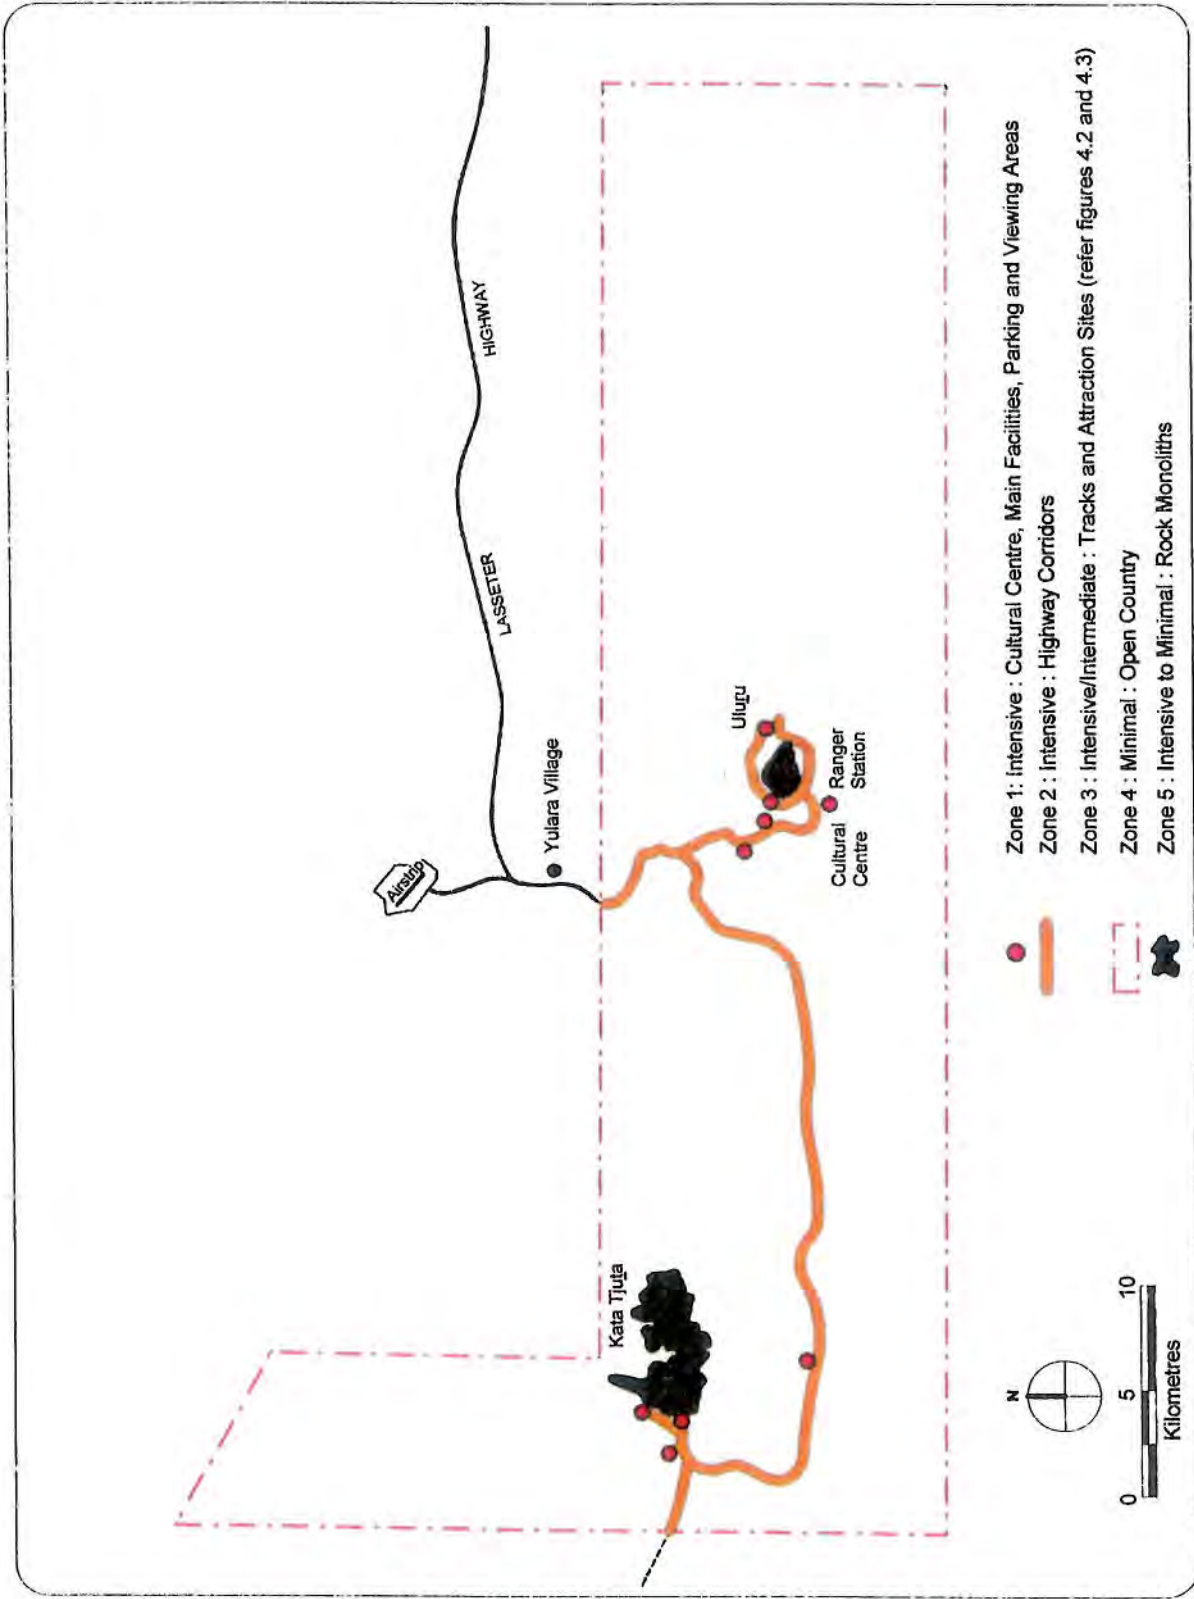 Airstrip
LASSETER
HIGHWAY
Yulara Village
Kata Tjuṯa
Uluṟu
Cultural
Centre
Ranger
Station
N
0 5 10
Kilometres
Zone 1: Intensive : Cultural Centre, Main Facilities, Parking and Viewing Areas
Zone 2 : Intensive : Highway Corridors
Zone 3 : Intensive/Intermediate : Tracks and Attraction Sites (refer figures 4.2 and 4.3)
Zone 4 : Minimal : Open Country
Zone 5 : Intensive to Minimal : Rock Monoliths